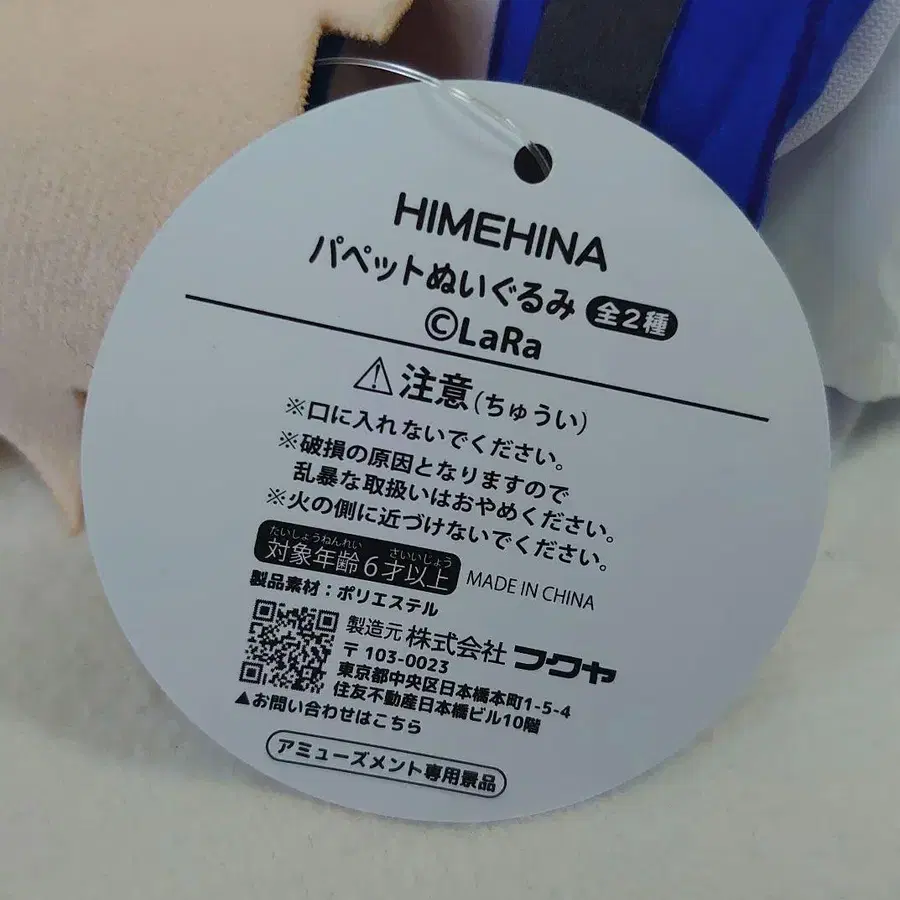 HIMEHINA
パペットぬいぐるみ 全2種
©LaRa
⚠注意(ちゅうい)
※口に入れないでください。
※破損の原因となりますので
乱暴な取扱いはおやめください。
※火の側に近づけないでください。
たいしょうねんれい さいいじょう
対象年齢6才以上 MADE IN CHINA
製品素材:ポリエステル
製造元 株式会社 フクヤ
〒103-0023
東京都中央区日本橋本町1-5-4
住友不動産日本橋ビル10階
▲お問い合わせはこちら
アミューズメント専用景品